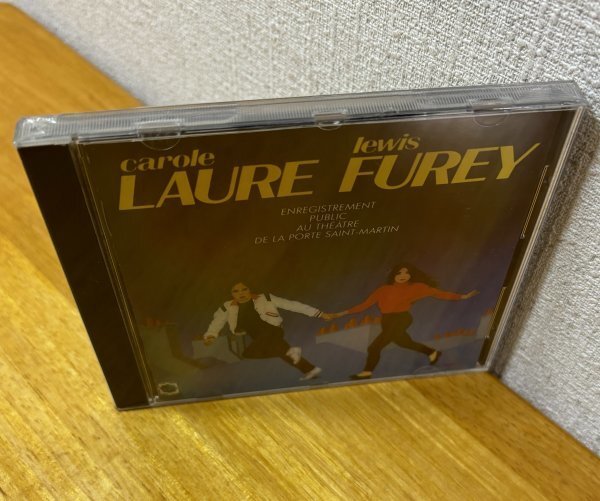 carole lewis
LAURE FUREY
ENREGISTREMENT
PUBLIC
AU THÉÂTRE
DE LA PORTE SAINT-MARTIN